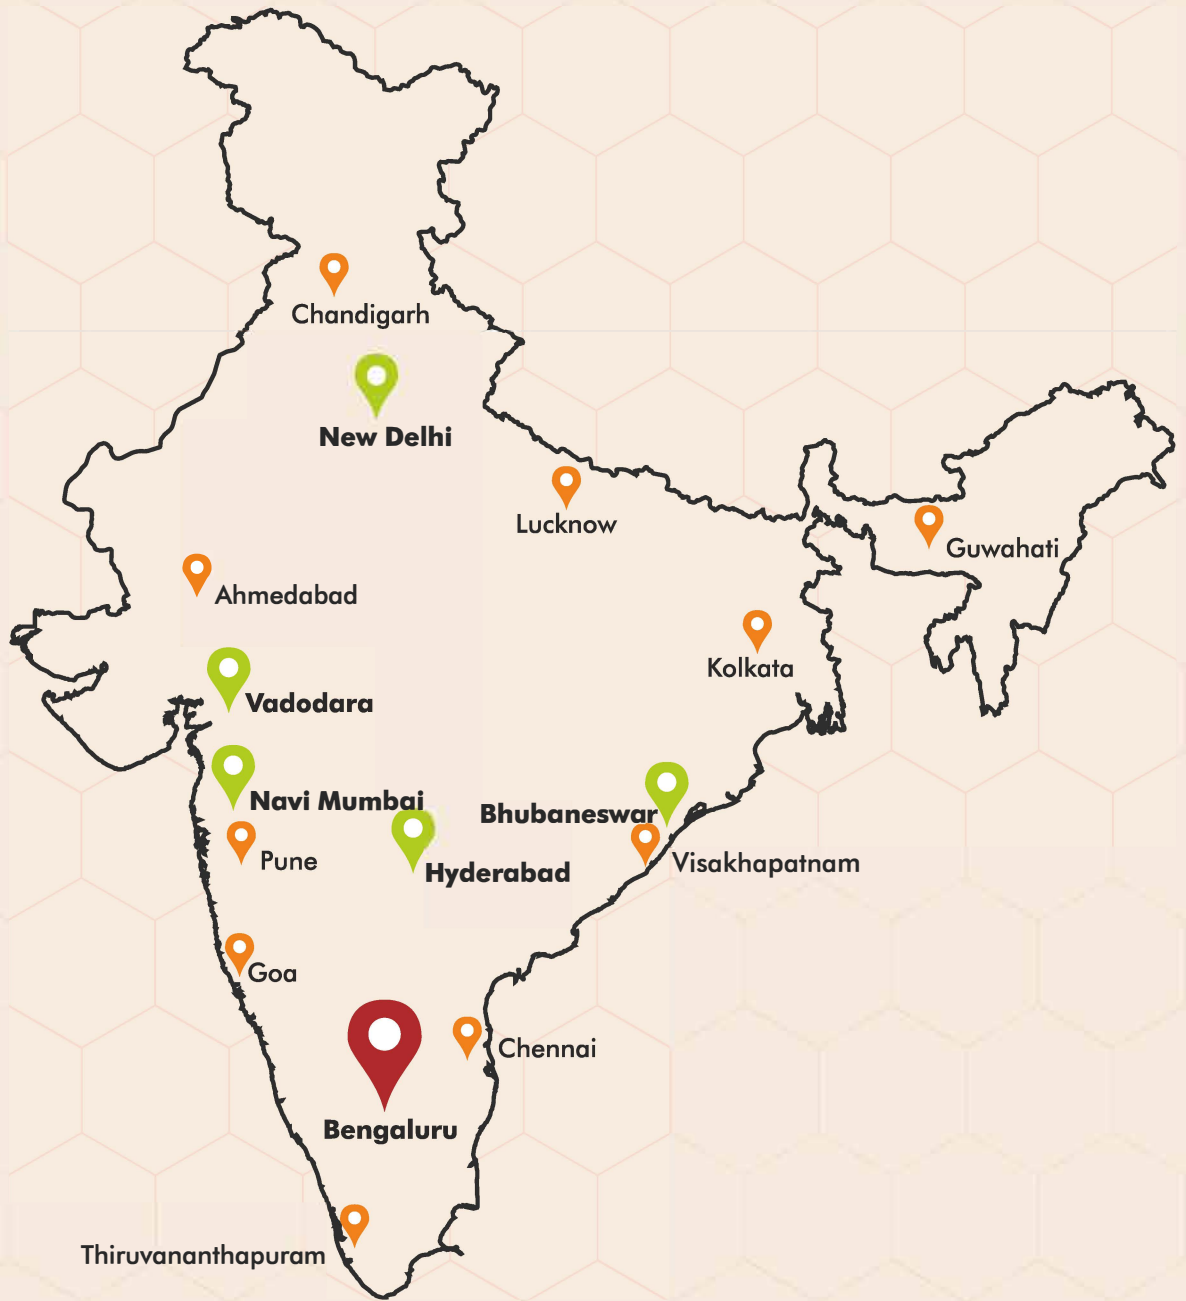 Chandigarh
New Delhi
Lucknow
Guwahati
Ahmedabad
Kolkata
Vadodara
Navi Mumbai
Bhubaneswar
Pune
Hyderabad
Visakhapatnam
Goa
Chennai
Bengaluru
Thiruvananthapuram